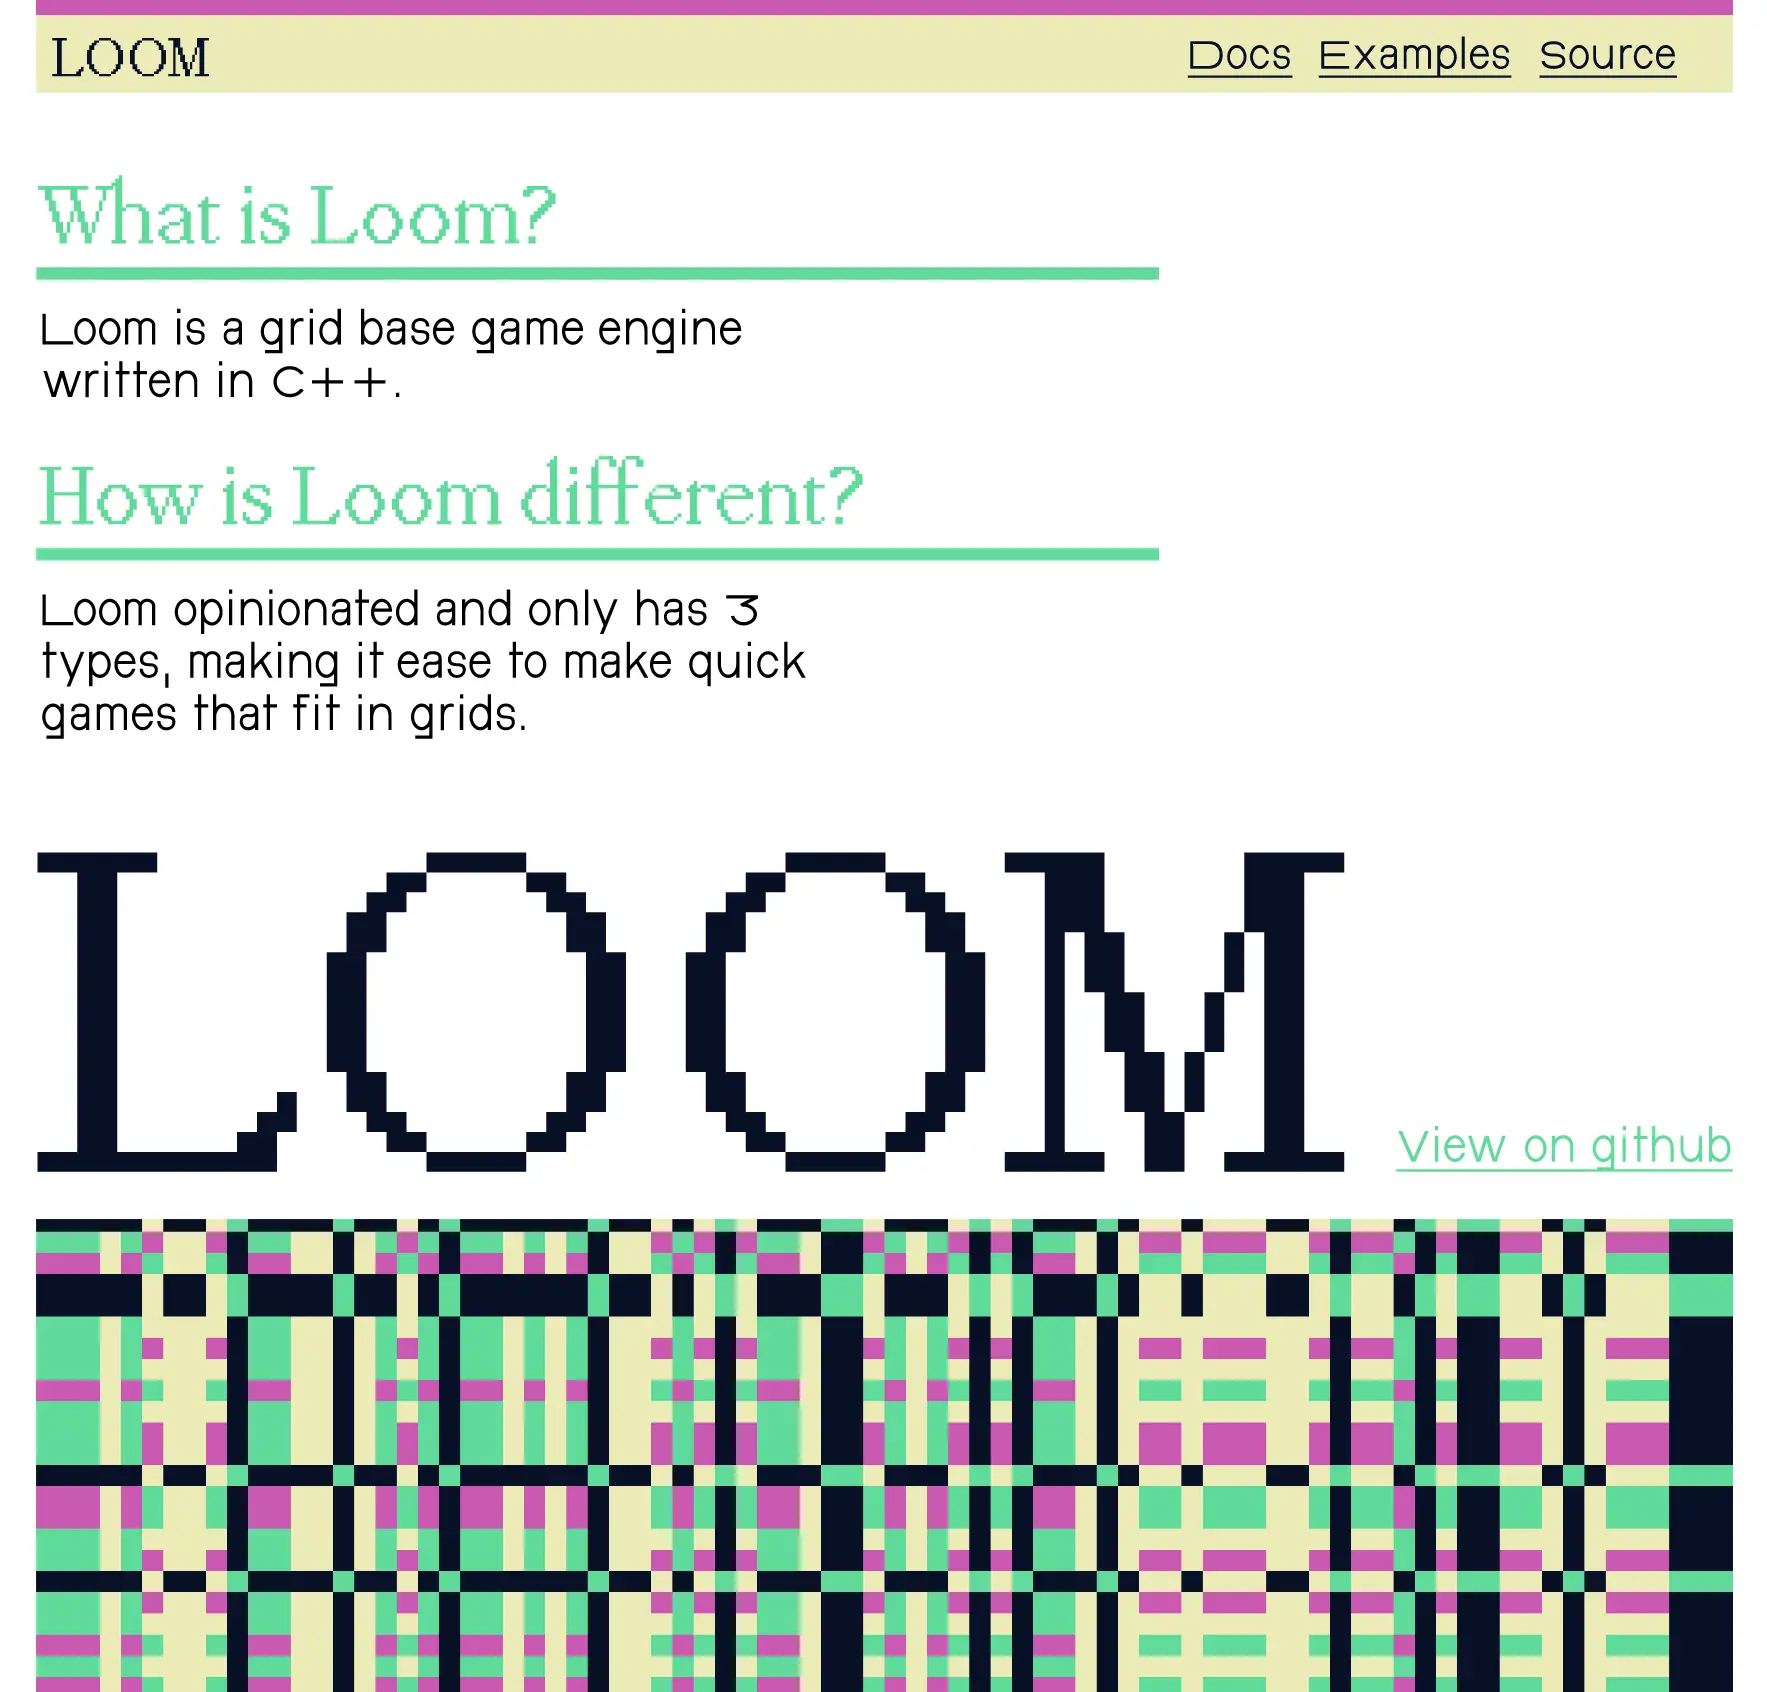 LOOM
Docs Examples Source
What is Loom?
Loom is a grid base game engine
written in C++.
How is Loom different?
Loom opinionated and only has 3
types, making it ease to make quick
games that fit in grids.
LOOM
View on github